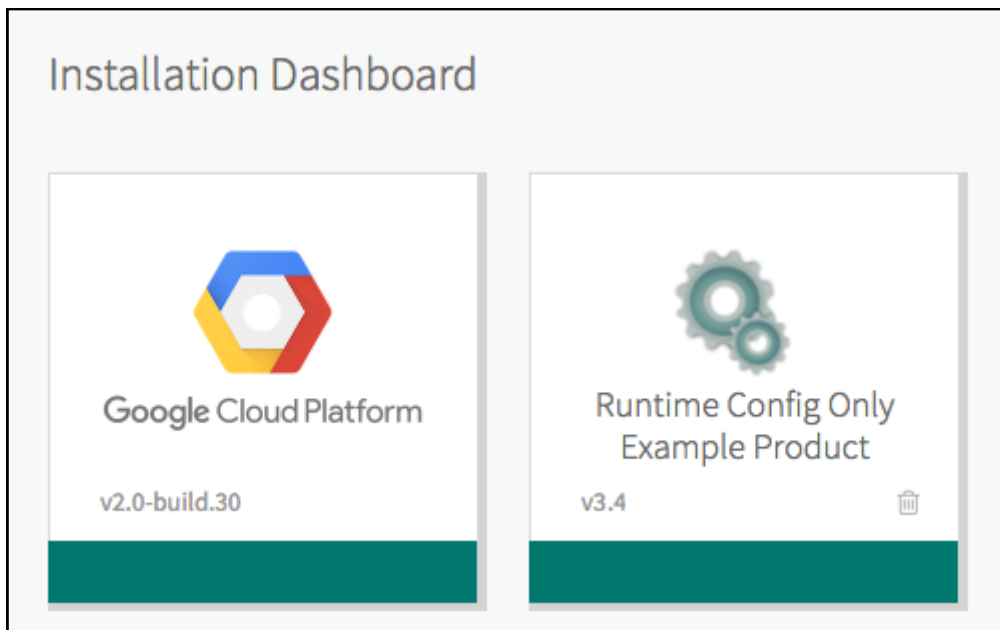 Installation Dashboard
Google Cloud Platform
v2.0-build.30
Runtime Config Only
Example Product
v3.4